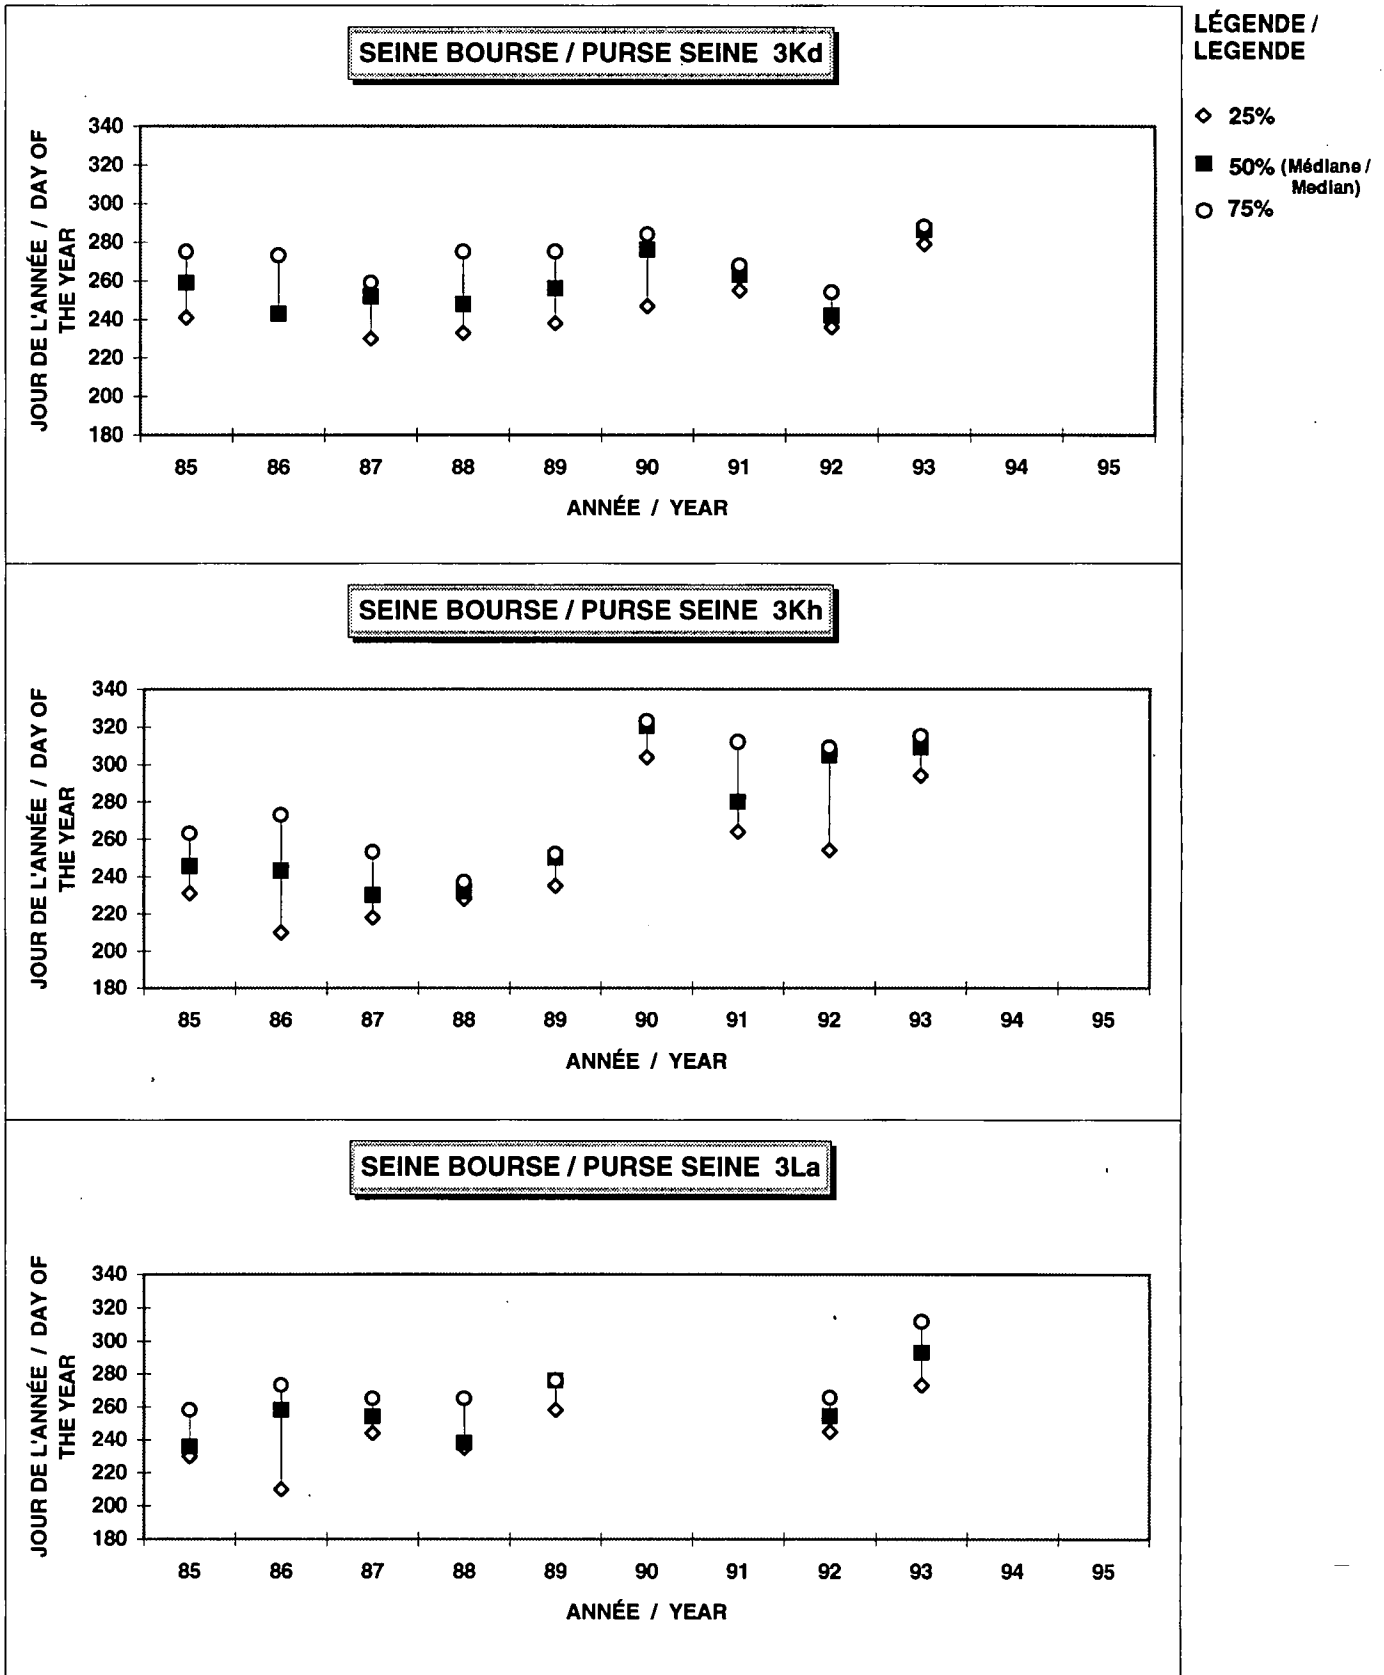 LÉGENDE /
LEGENDE
25%
50% (Médiane /
Median)
75%
SEINE BOURSE / PURSE SEINE 3Kd
JOUR DE L'ANNÉE / DAY OF
THE YEAR
340
320
300
280
260
240
220
200
180
85 86 87 88 89 90 91 92 93 94 95
ANNÉE / YEAR
SEINE BOURSE / PURSE SEINE 3Kh
JOUR DE L'ANNÉE / DAY OF
THE YEAR
340
320
300
280
260
240
220
200
180
85 86 87 88 89 90 91 92 93 94 95
ANNÉE / YEAR
SEINE BOURSE / PURSE SEINE 3La
JOUR DE L'ANNÉE / DAY OF
THE YEAR
340
320
300
280
260
240
220
200
180
85 86 87 88 89 90 91 92 93 94 95
ANNÉE / YEAR